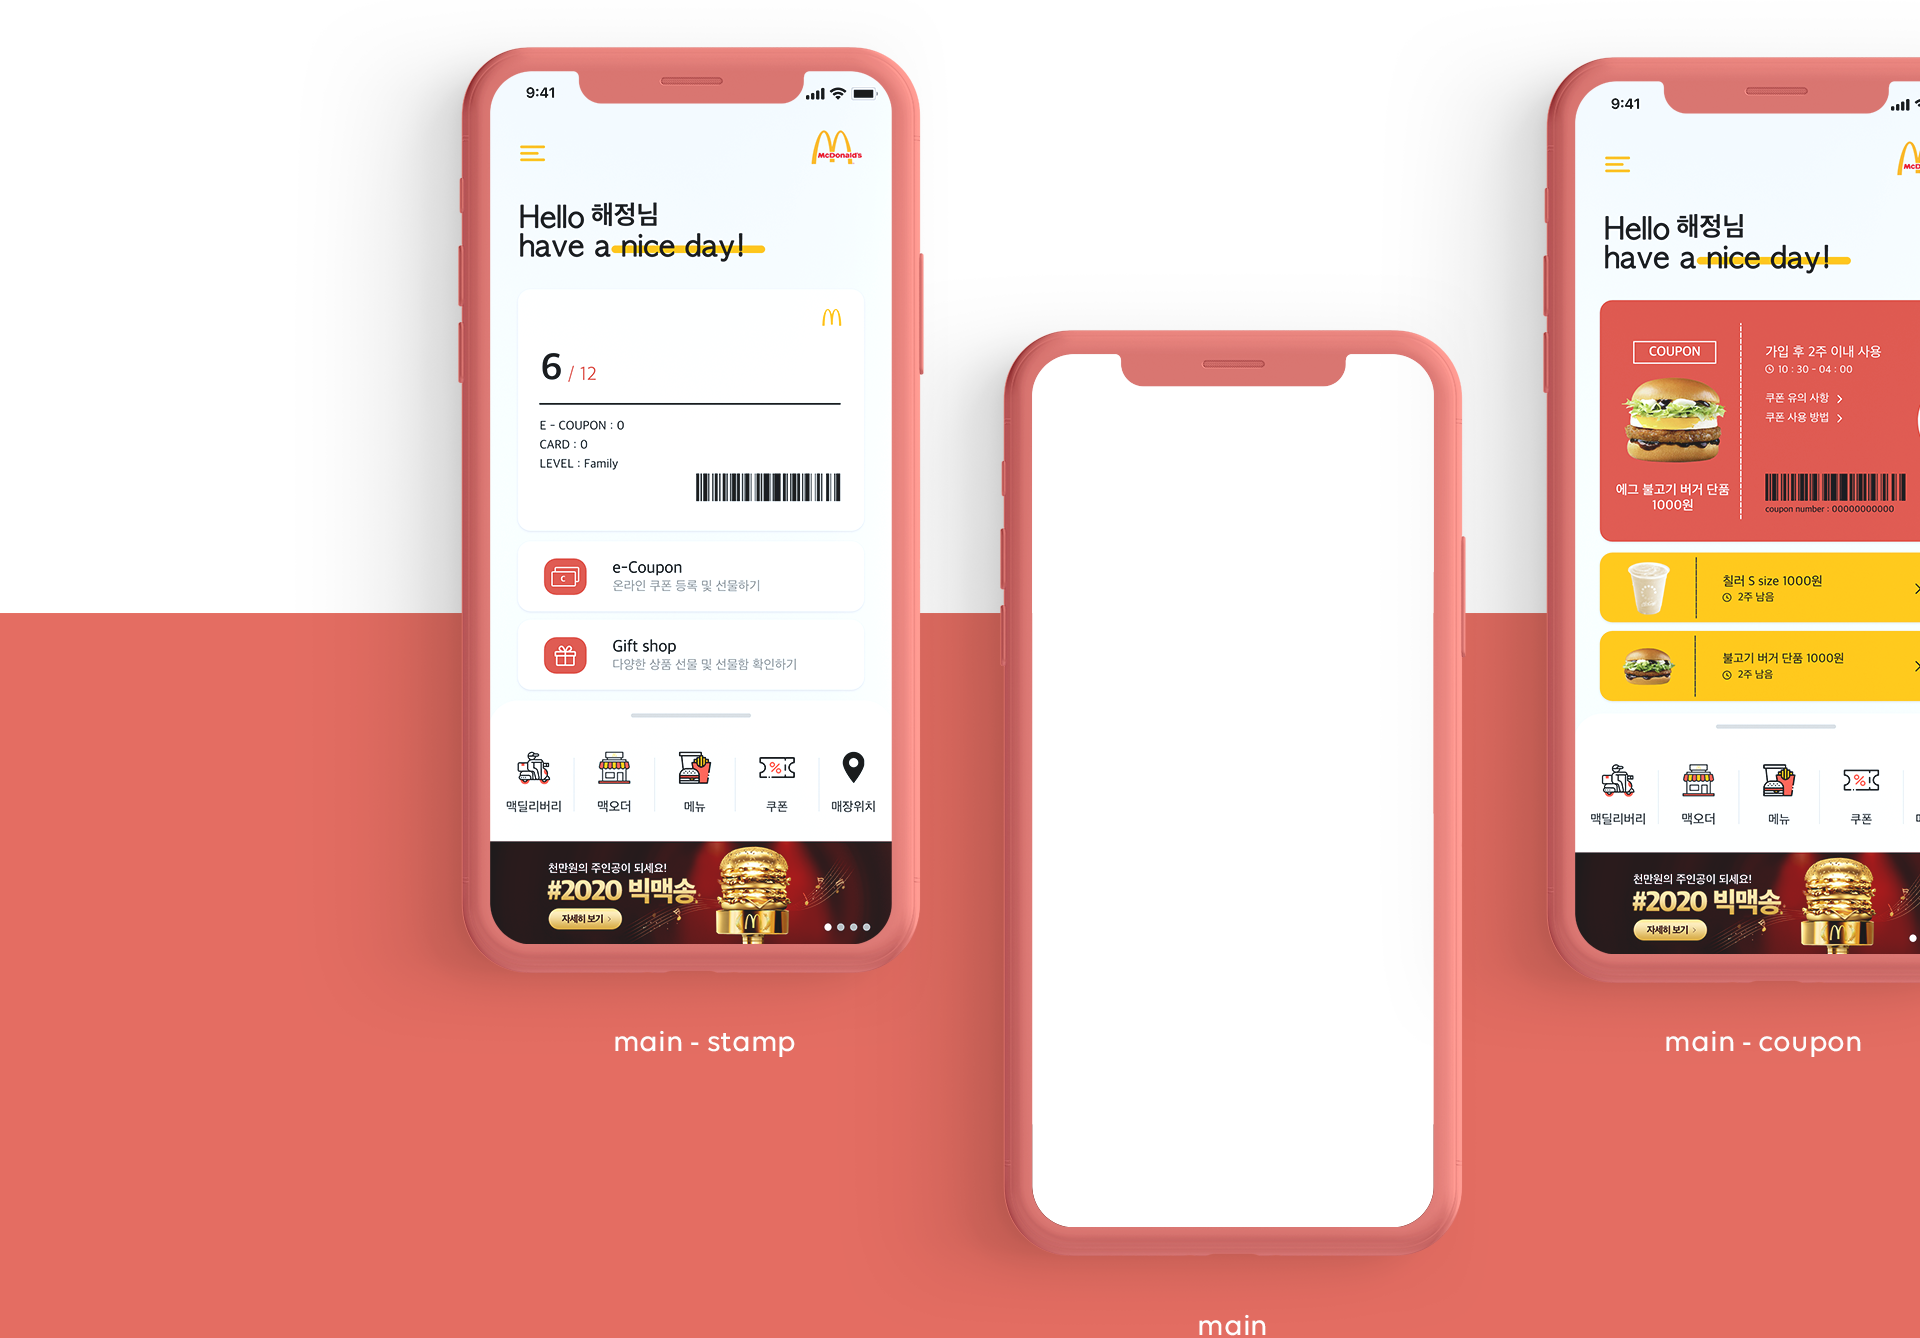 9:41
McDonald's
Hello 해정님
have a nice day!
6 / 12
E - COUPON : 0
CARD : 0
LEVEL : Family
e-Coupon
온라인 쿠폰 등록 및 선물하기
Gift shop
다양한 상품 선물 및 선물함 확인하기
맥딜리버리
맥오더
메뉴
쿠폰
매장위치
천만원의 주인공이 되세요!
#2020 빅맥송
자세히 보기 >
main - stamp
main
9:41
Hello 해정님
have a nice day!
COUPON
에그 불고기 버거 단품
1000원
가입 후 2주 이내 사용
10 : 30 - 04 : 00
쿠폰 유의 사항 >
쿠폰 사용 방법 >
coupon number : 00000000000
칠러 S size 1000원
2주 남음
불고기 버거 단품 1000원
2주 남음
맥딜리버리
맥오더
메뉴
쿠폰
천만원의 주인공이 되세요!
#2020 빅맥송
자세히 보기 >
main - coupon